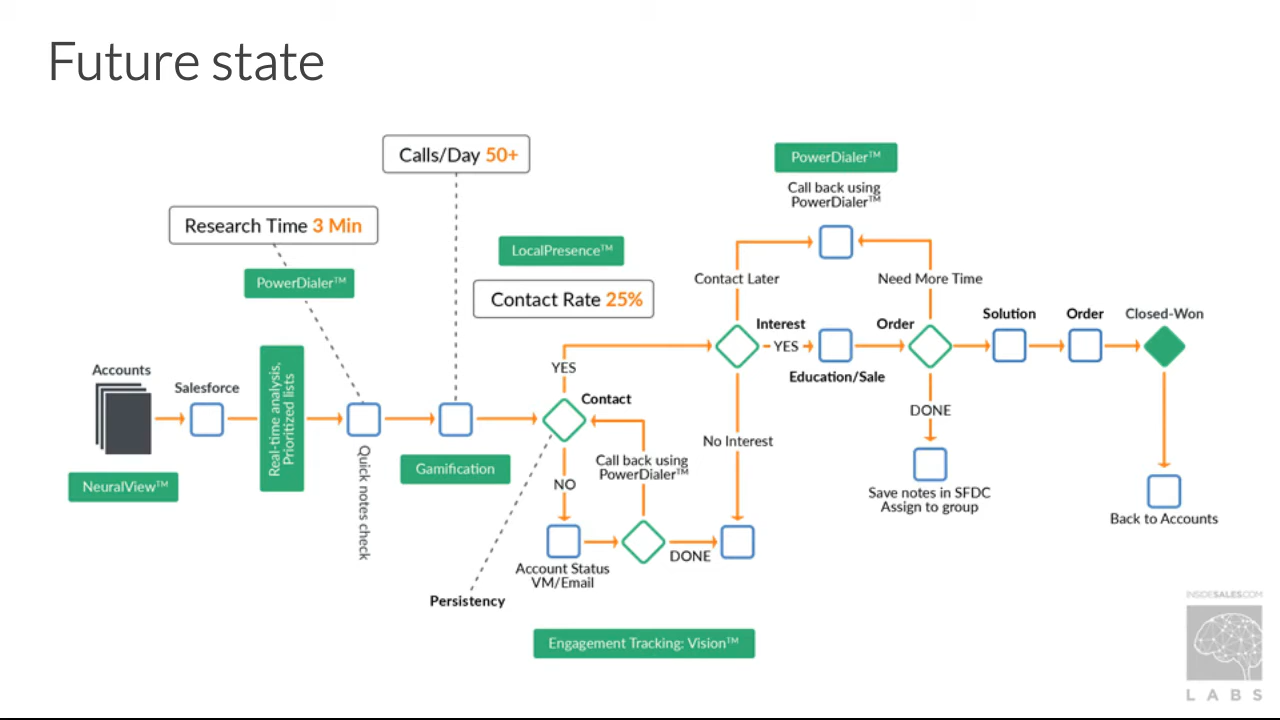 Future state
Calls/Day 50+
PowerDialer™
Call back using
PowerDialer™
Research Time 3 Min
LocalPresence™
PowerDialer™
Contact Later
Need More Time
Contact Rate 25%
Solution
Order
Closed-Won
Interest
Order
YES
Accounts
YES
Education/Sale
Salesforce
Real-time analysis,
Prioritized lists
Contact
DONE
No Interest
Quick notes check
Gamification
Call back using
PowerDialer™
NeuralView™
NO
Save notes in SFDC
Assign to group
Back to Accounts
DONE
Account Status
VM/Email
Persistency
Engagement Tracking: Vision™
INSIDESALES.COM
LABS